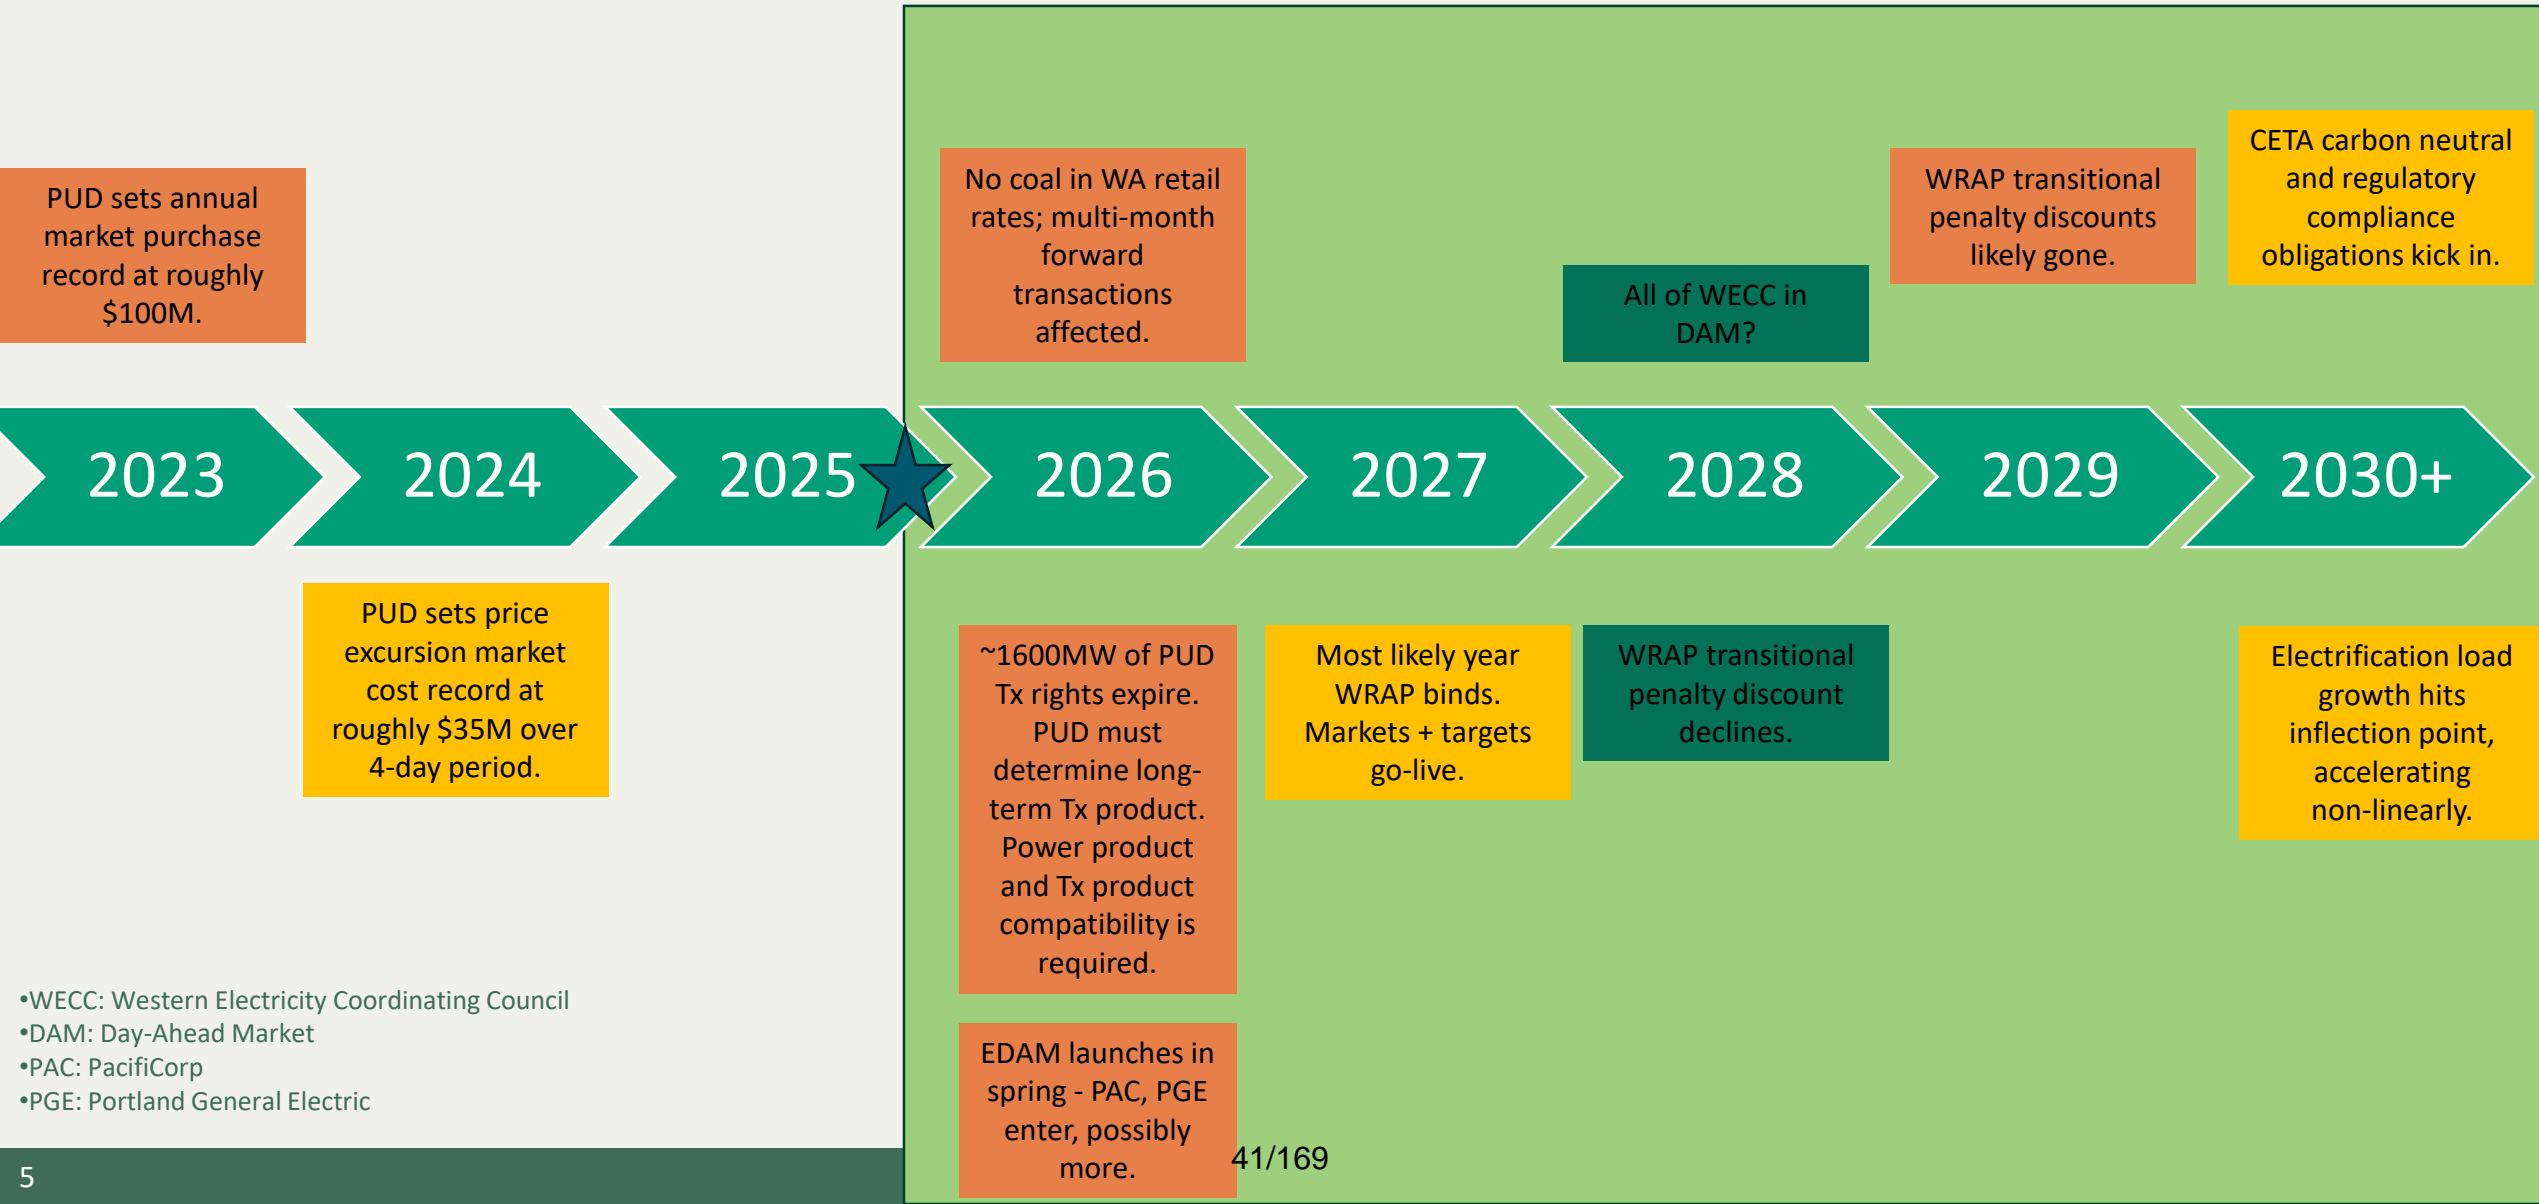 PUD sets annual
market purchase
record at roughly
$100M.
No coal in WA retail
rates; multi-month
forward
transactions
affected.
All of WECC in
DAM?
WRAP transitional
penalty discounts
likely gone.
CETA carbon neutral
and regulatory
compliance
obligations kick in.
2023
2024
2025
2026
2027
2028
2029
2030+
PUD sets price
excursion market
cost record at
roughly $35M over
4-day period.
~1600MW of PUD
Tx rights expire.
PUD must
determine long-
term Tx product.
Power product
and Tx product
compatibility is
required.
EDAM launches in
spring - PAC, PGE
enter, possibly
more.
Most likely year
WRAP binds.
Markets + targets
go-live.
WRAP transitional
penalty discount
declines.
Electrification load
growth hits
inflection point,
accelerating
non-linearly.
•WECC: Western Electricity Coordinating Council
•DAM: Day-Ahead Market
•PAC: PacifiCorp
•PGE: Portland General Electric
5
41/169